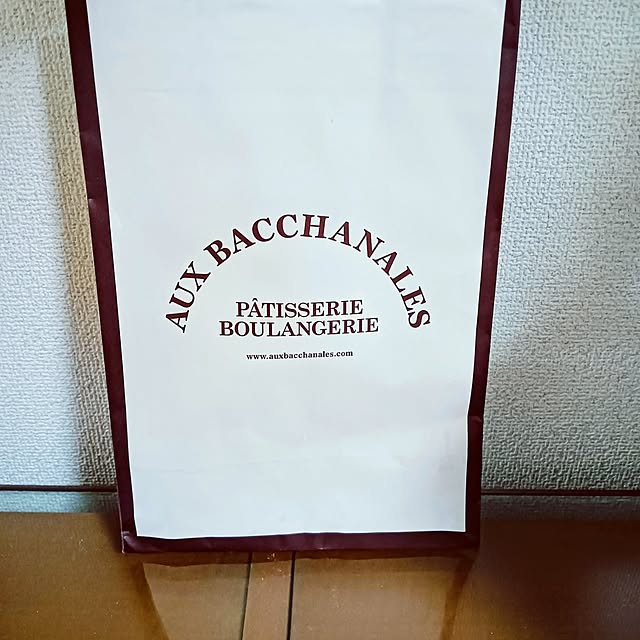 AUX BACCHANALES
PÂTISSERIE
BOULANGERIE
www.auxbacchanales.com